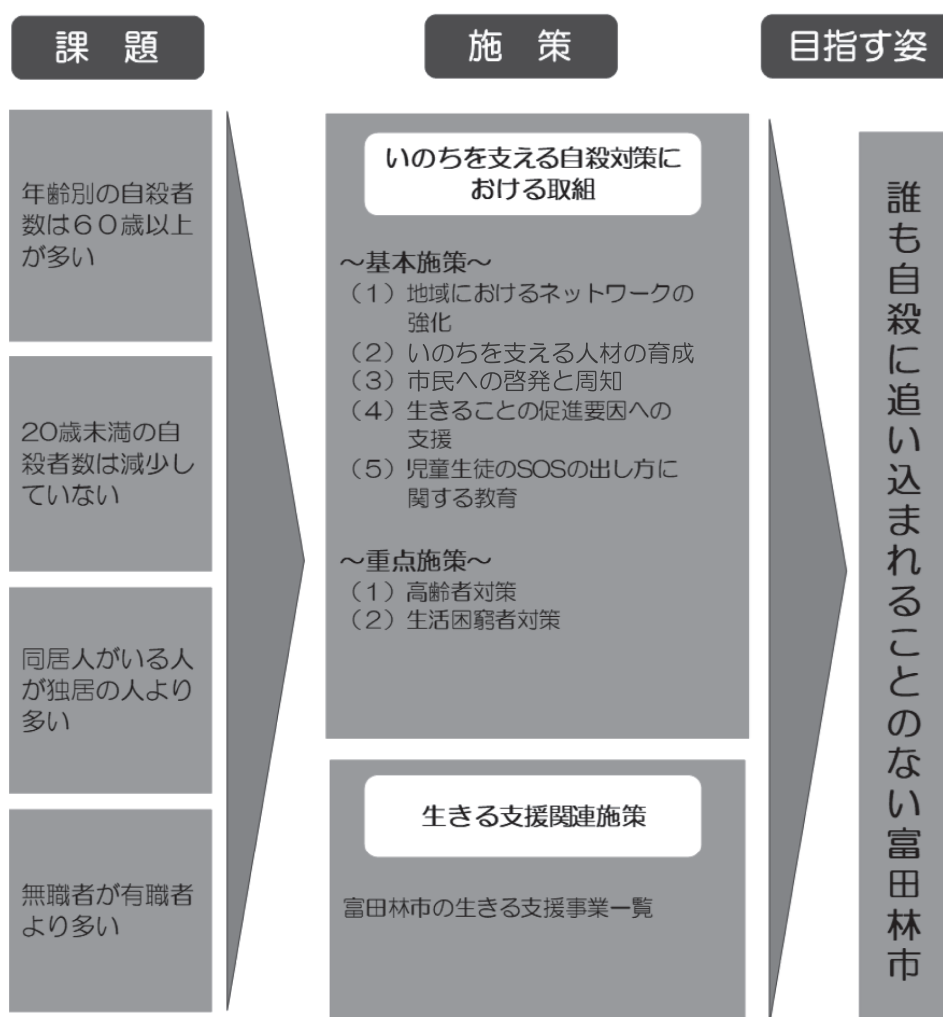 課 題
年齢別の自殺者
数は６０歳以上
が多い
20歳未満の自
殺者数は減少し
ていない
同居人がいる人
が独居の人より
多い
無職者が有職者
より多い
施 策
いのちを支える自殺対策に
おける取組
～基本施策～
（１）地域におけるネットワークの
強化
（２）いのちを支える人材の育成
（３）市民への啓発と周知
（４）生きることの促進要因への
支援
（５）児童生徒のSOSの出し方に
関する教育
～重点施策～
（１）高齢者対策
（２）生活困窮者対策
生きる支援関連施策
富田林市の生きる支援事業一覧
目指す姿
誰も自殺に追い込まれることのない富田林市